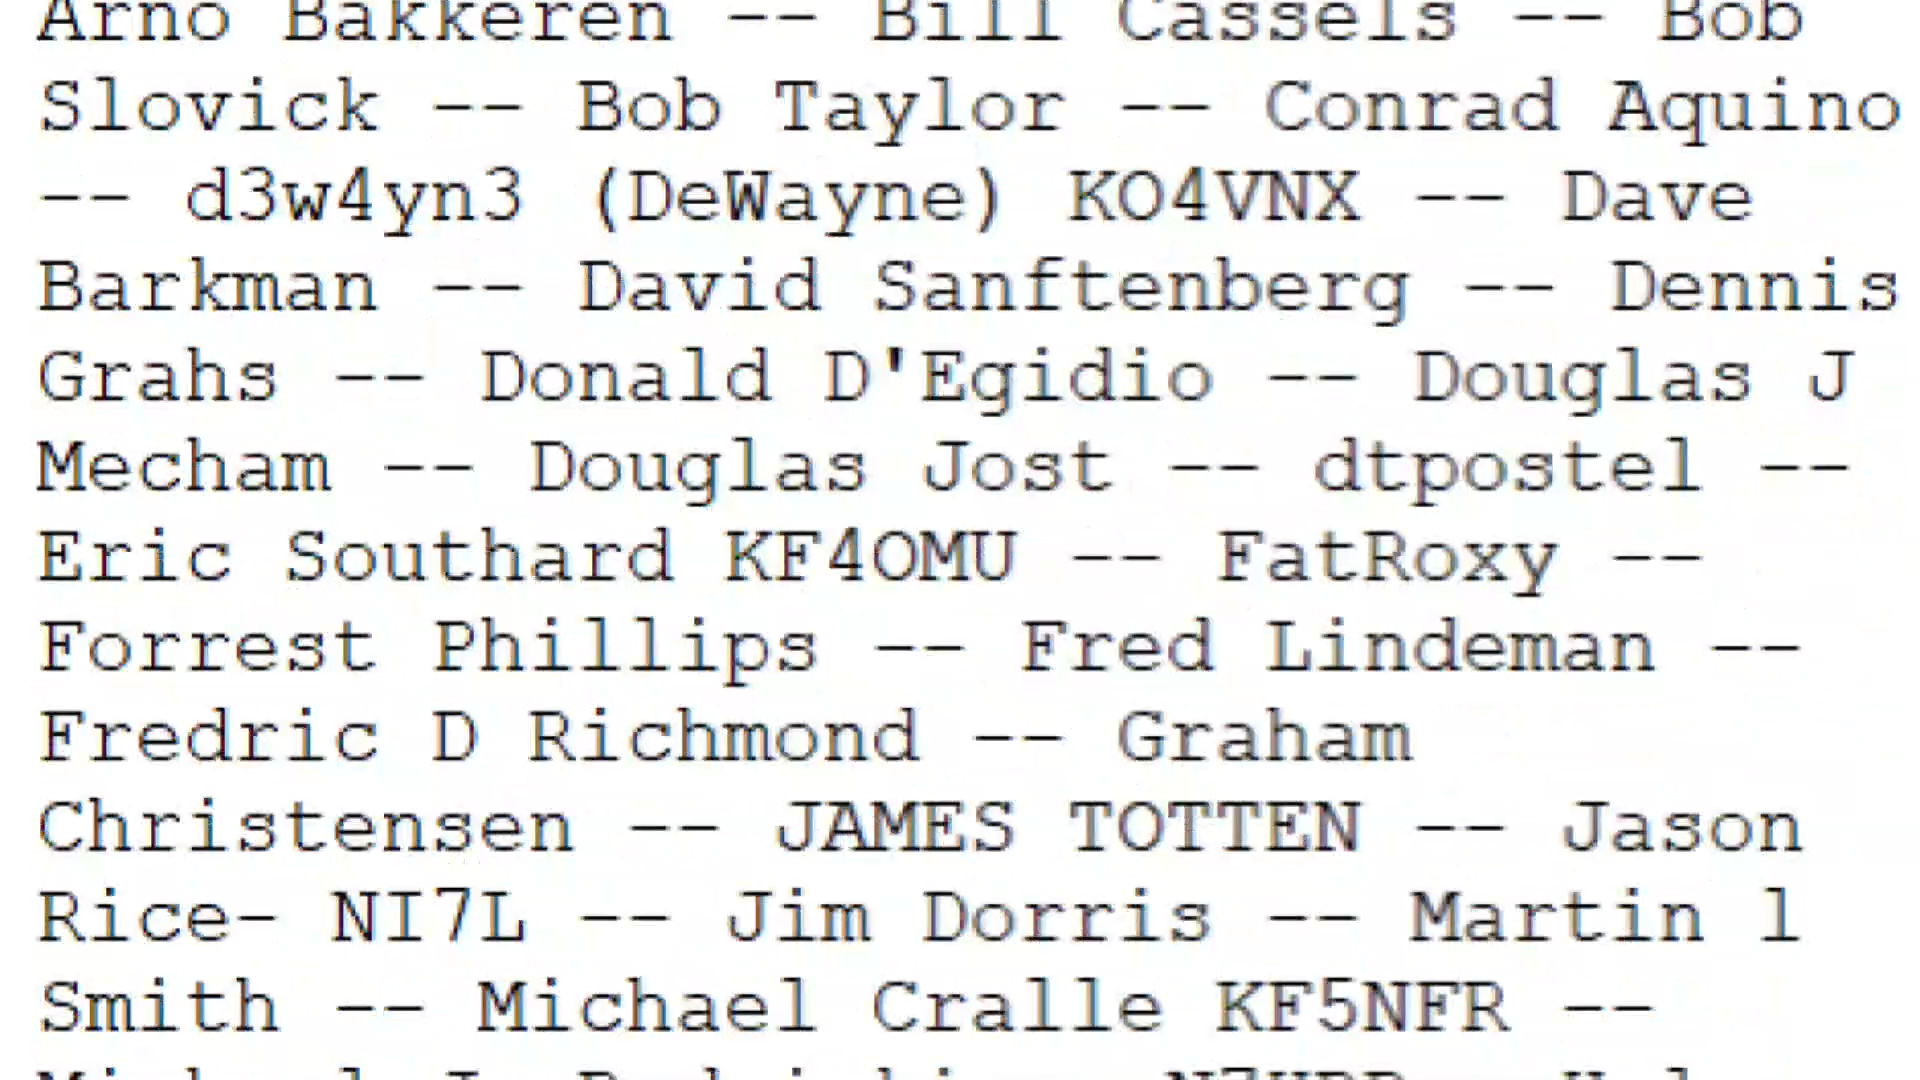 Arno Bakkeren -- Bill Cassels -- Bob
Slovick -- Bob Taylor -- Conrad Aquino
-- d3w4yn3 (DeWayne) KO4VNX -- Dave
Barkman -- David Sanftenberg -- Dennis
Grahs -- Donald D'Egidio -- Douglas J
Mecham -- Douglas Jost -- dtpostel --
Eric Southard KF4OMU -- FatRoxy --
Forrest Phillips -- Fred Lindeman --
Fredric D Richmond -- Graham
Christensen -- JAMES TOTTEN -- Jason
Rice- NI7L -- Jim Dorris -- Martin l
Smith -- Michael Cralle KF5NFR --